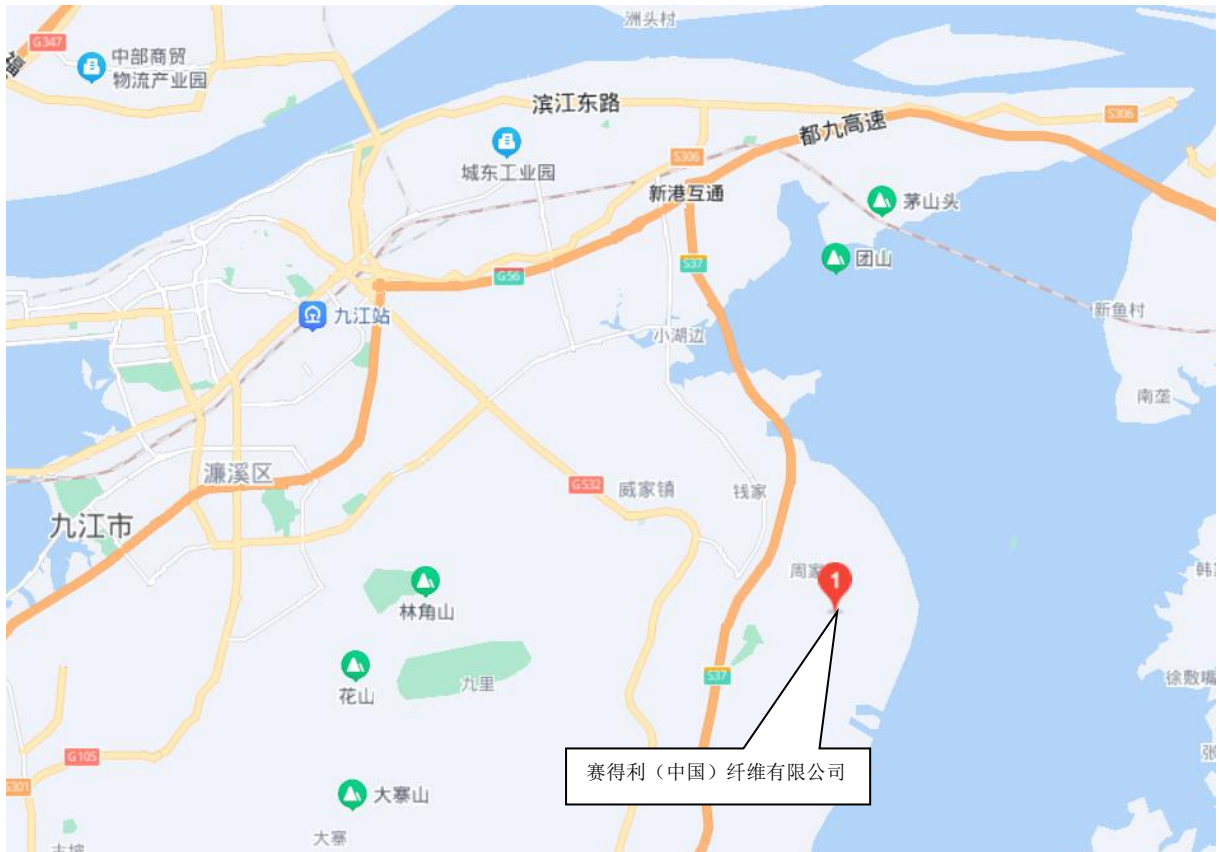 洲头村
G347
福
中部商贸
物流产业园
滨江东路
S306
都九高速
城东工业园
S306
新港互通
茅山头
团山
S37
G56
新鱼村
九江站
小湖边
南垄
濂溪区
G532
威家镇
钱家
九江市
周家
1
林角山
徐敷嘴
九里
花山
S37
G105
赛得利（中国）纤维有限公司
S301
大寨山
大寨